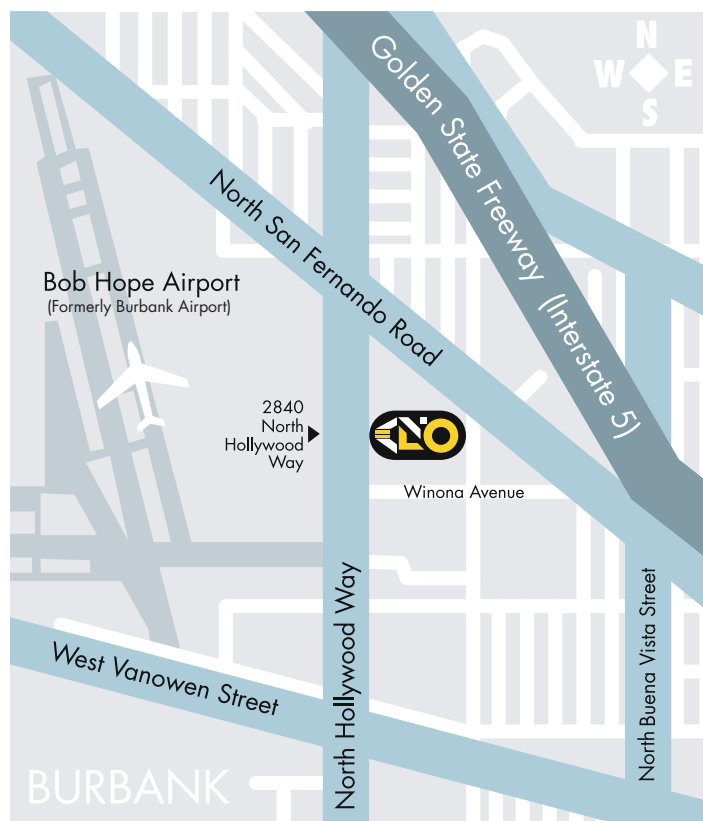 N
W E
S
Golden State Freeway (Interstate 5)
North San Fernando Road
Bob Hope Airport
(Formerly Burbank Airport)
2840
North
Hollywood
Way
Winona Avenue
North Hollywood Way
North Buena Vista Street
West Vanowen Street
BURBANK